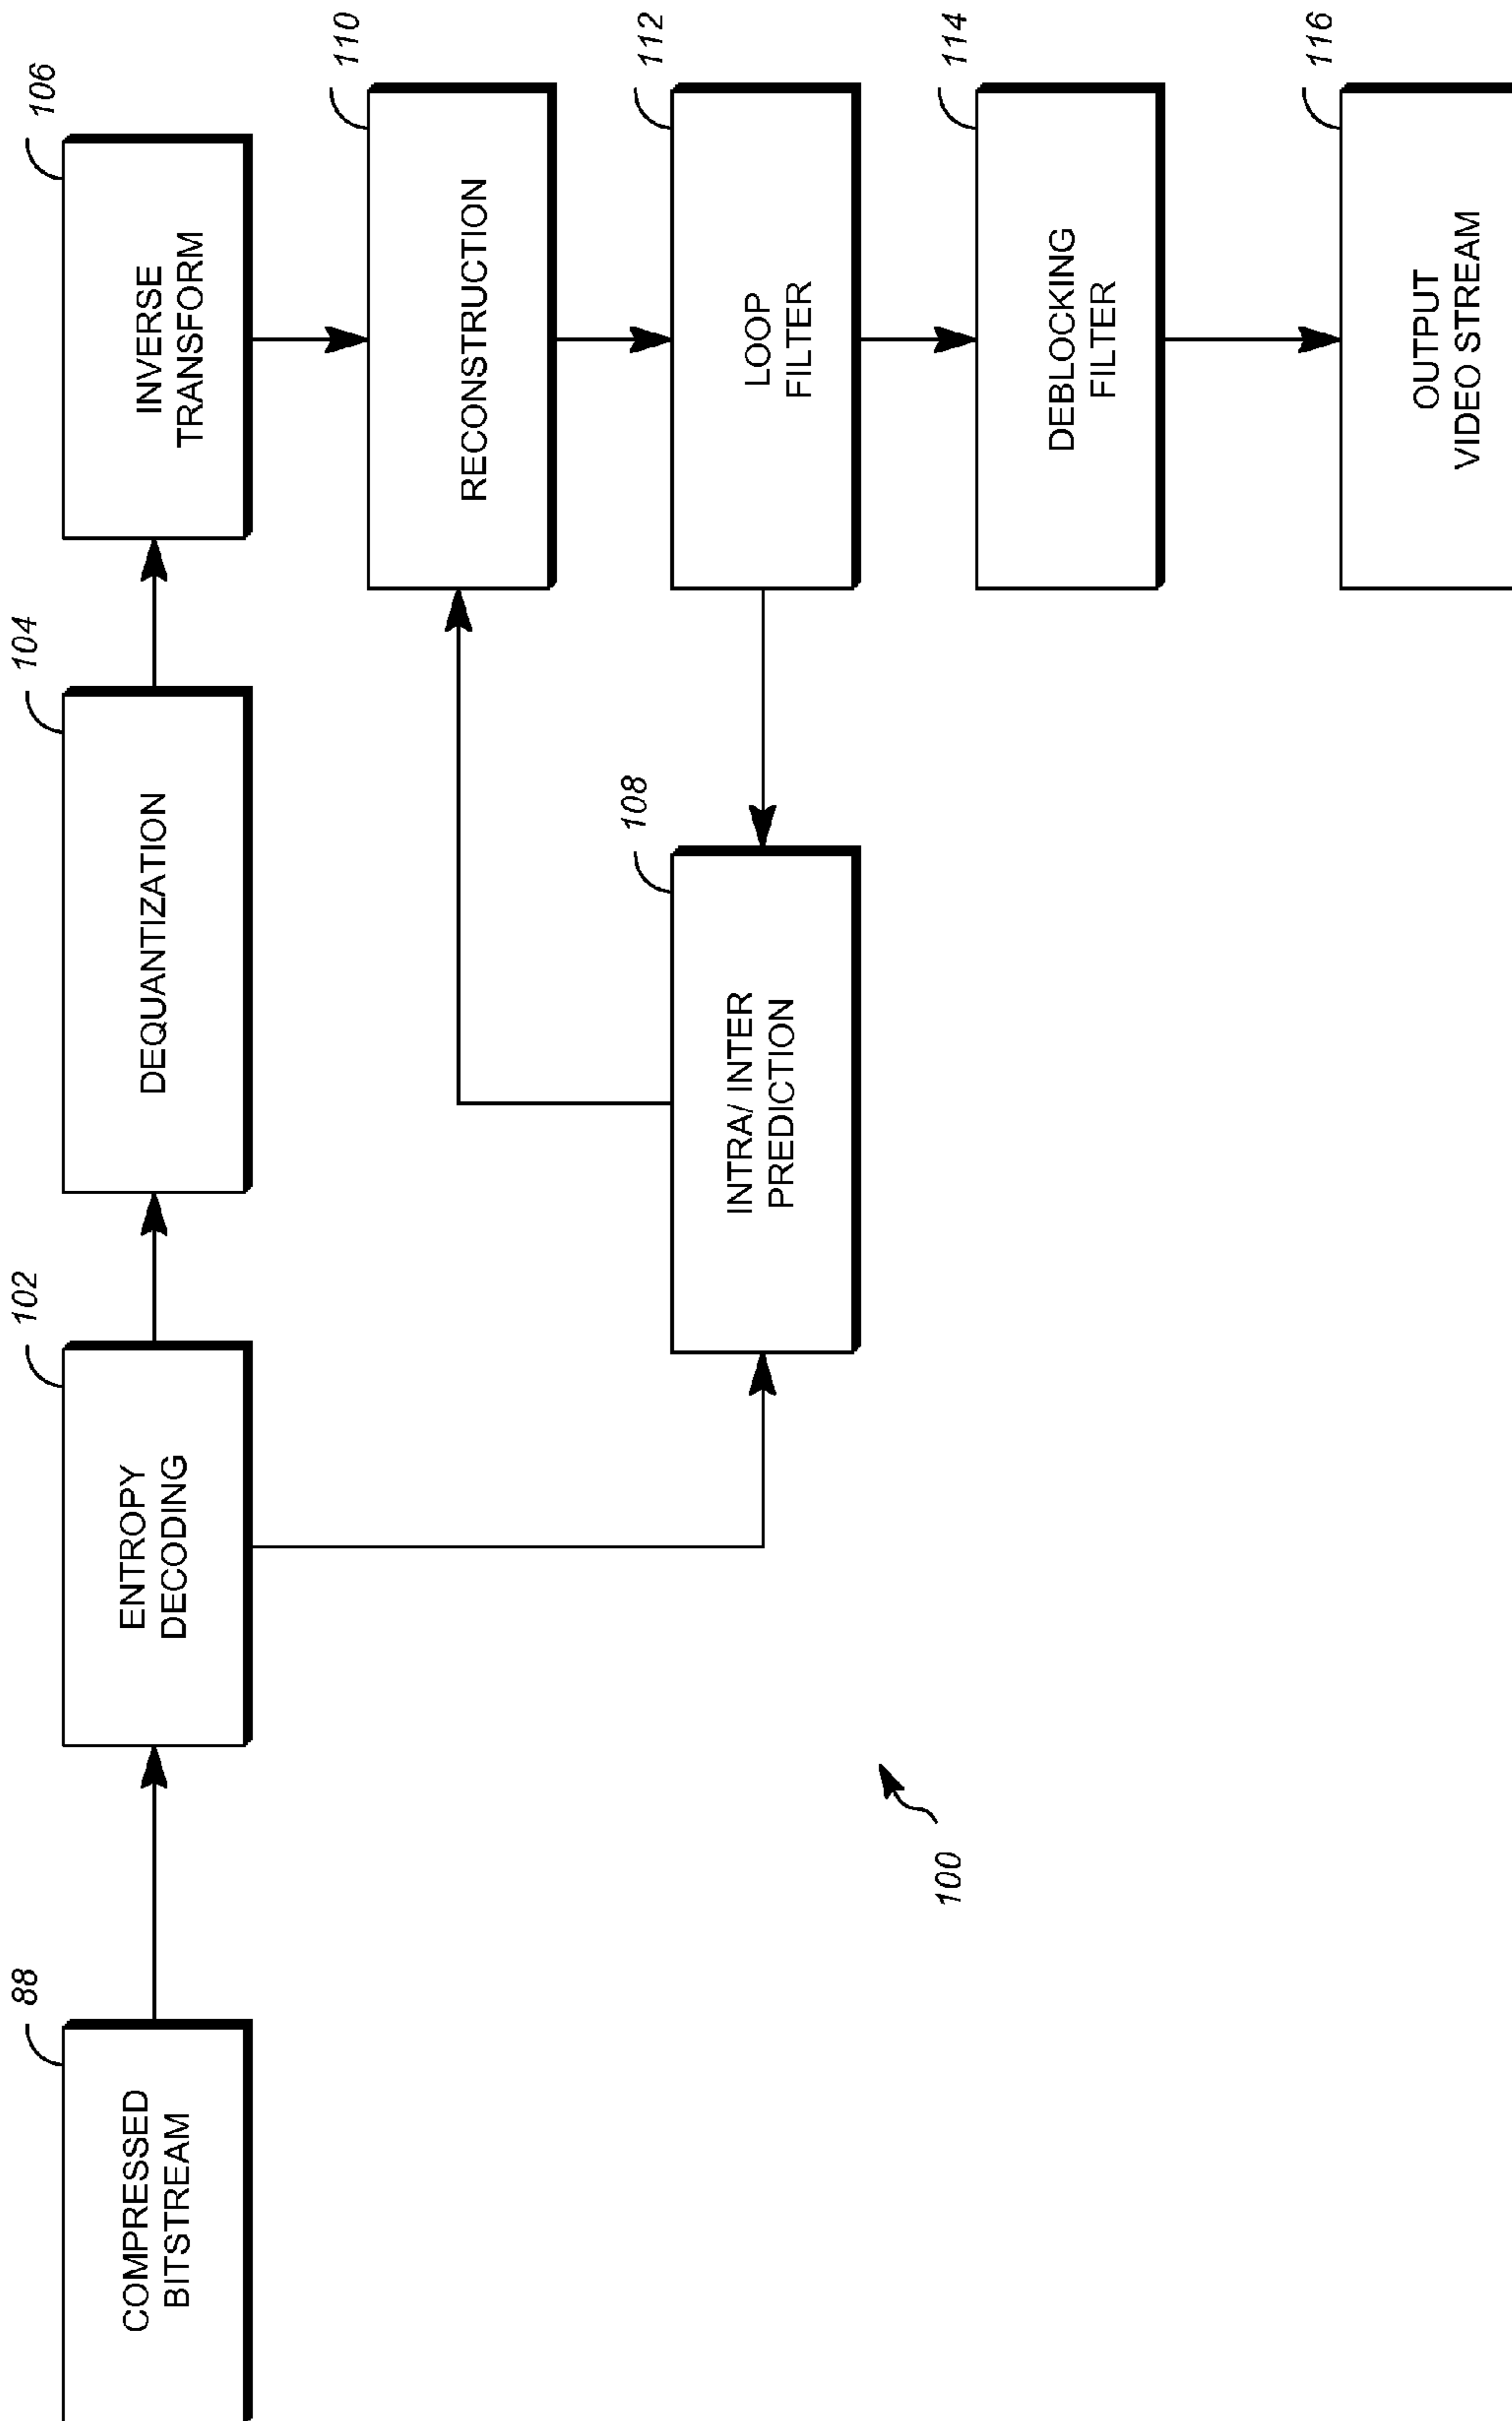 88
COMPRESSED
BITSTREAM
102
ENTROPY
DECODING
104
DEQUANTIZATION
106
INVERSE
TRANSFORM
110
RECONSTRUCTION
108
INTRA/ INTER
PREDICTION
112
LOOP
FILTER
114
DEBLOCKING
FILTER
100
116
OUTPUT
VIDEO STREAM